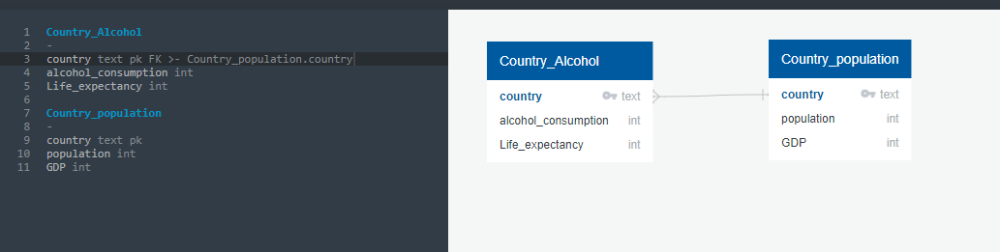 1 Country_Alcohol
2 -
3 country text pk FK >- Country_population.country
4 alcohol_consumption int
5 Life_expectancy int
6
7 Country_population
8 -
9 country text pk
10 population int
11 GDP int
Country_Alcohol
country text
alcohol_consumption int
Life_expectancy int
Country_population
country text
population int
GDP int